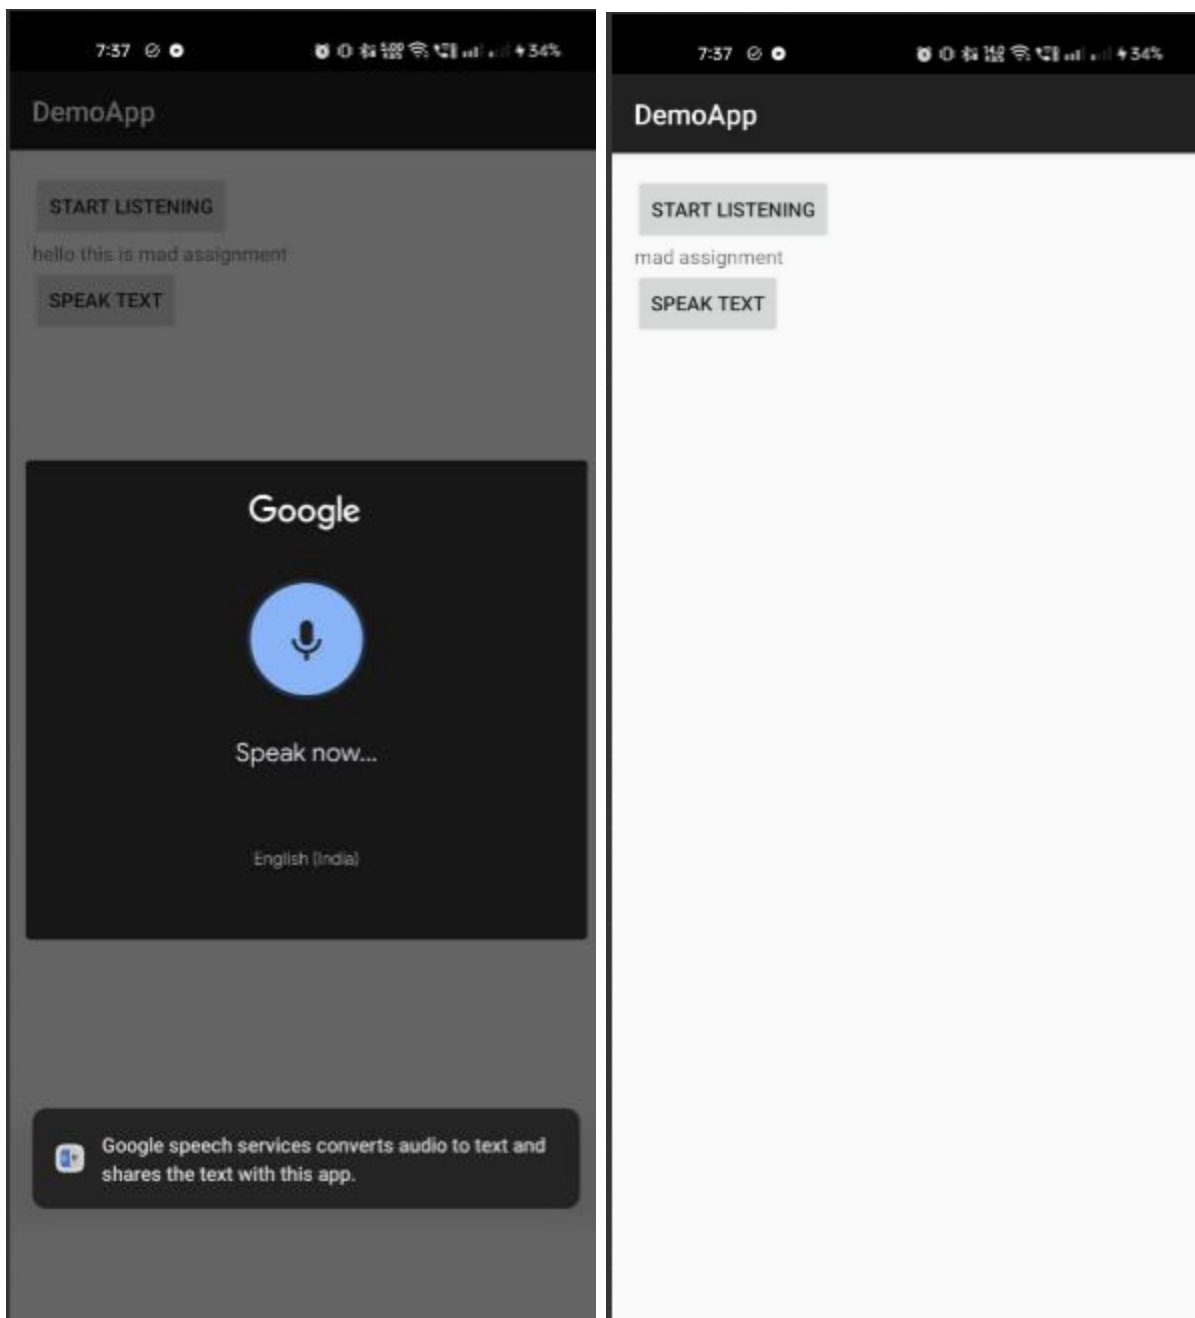 7:37
34%
DemoApp
START LISTENING
hello this is mad assignment
SPEAK TEXT
Google
Speak now...
English (India)
Google speech services converts audio to text and
shares the text with this app.
7:37
34%
DemoApp
START LISTENING
mad assignment
SPEAK TEXT